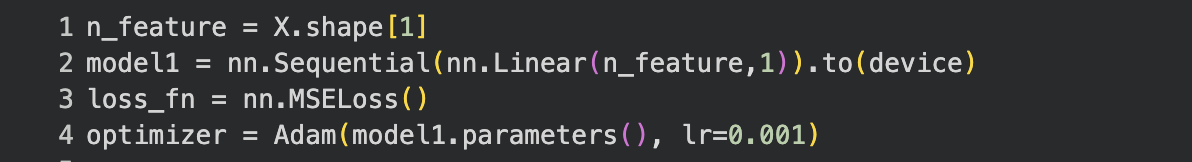 1 n_feature = X.shape[1]
2 model1 = nn.Sequential(nn.Linear(n_feature,1)).to(device)
3 loss_fn = nn.MSELoss()
4 optimizer = Adam(model1.parameters(), lr=0.001)